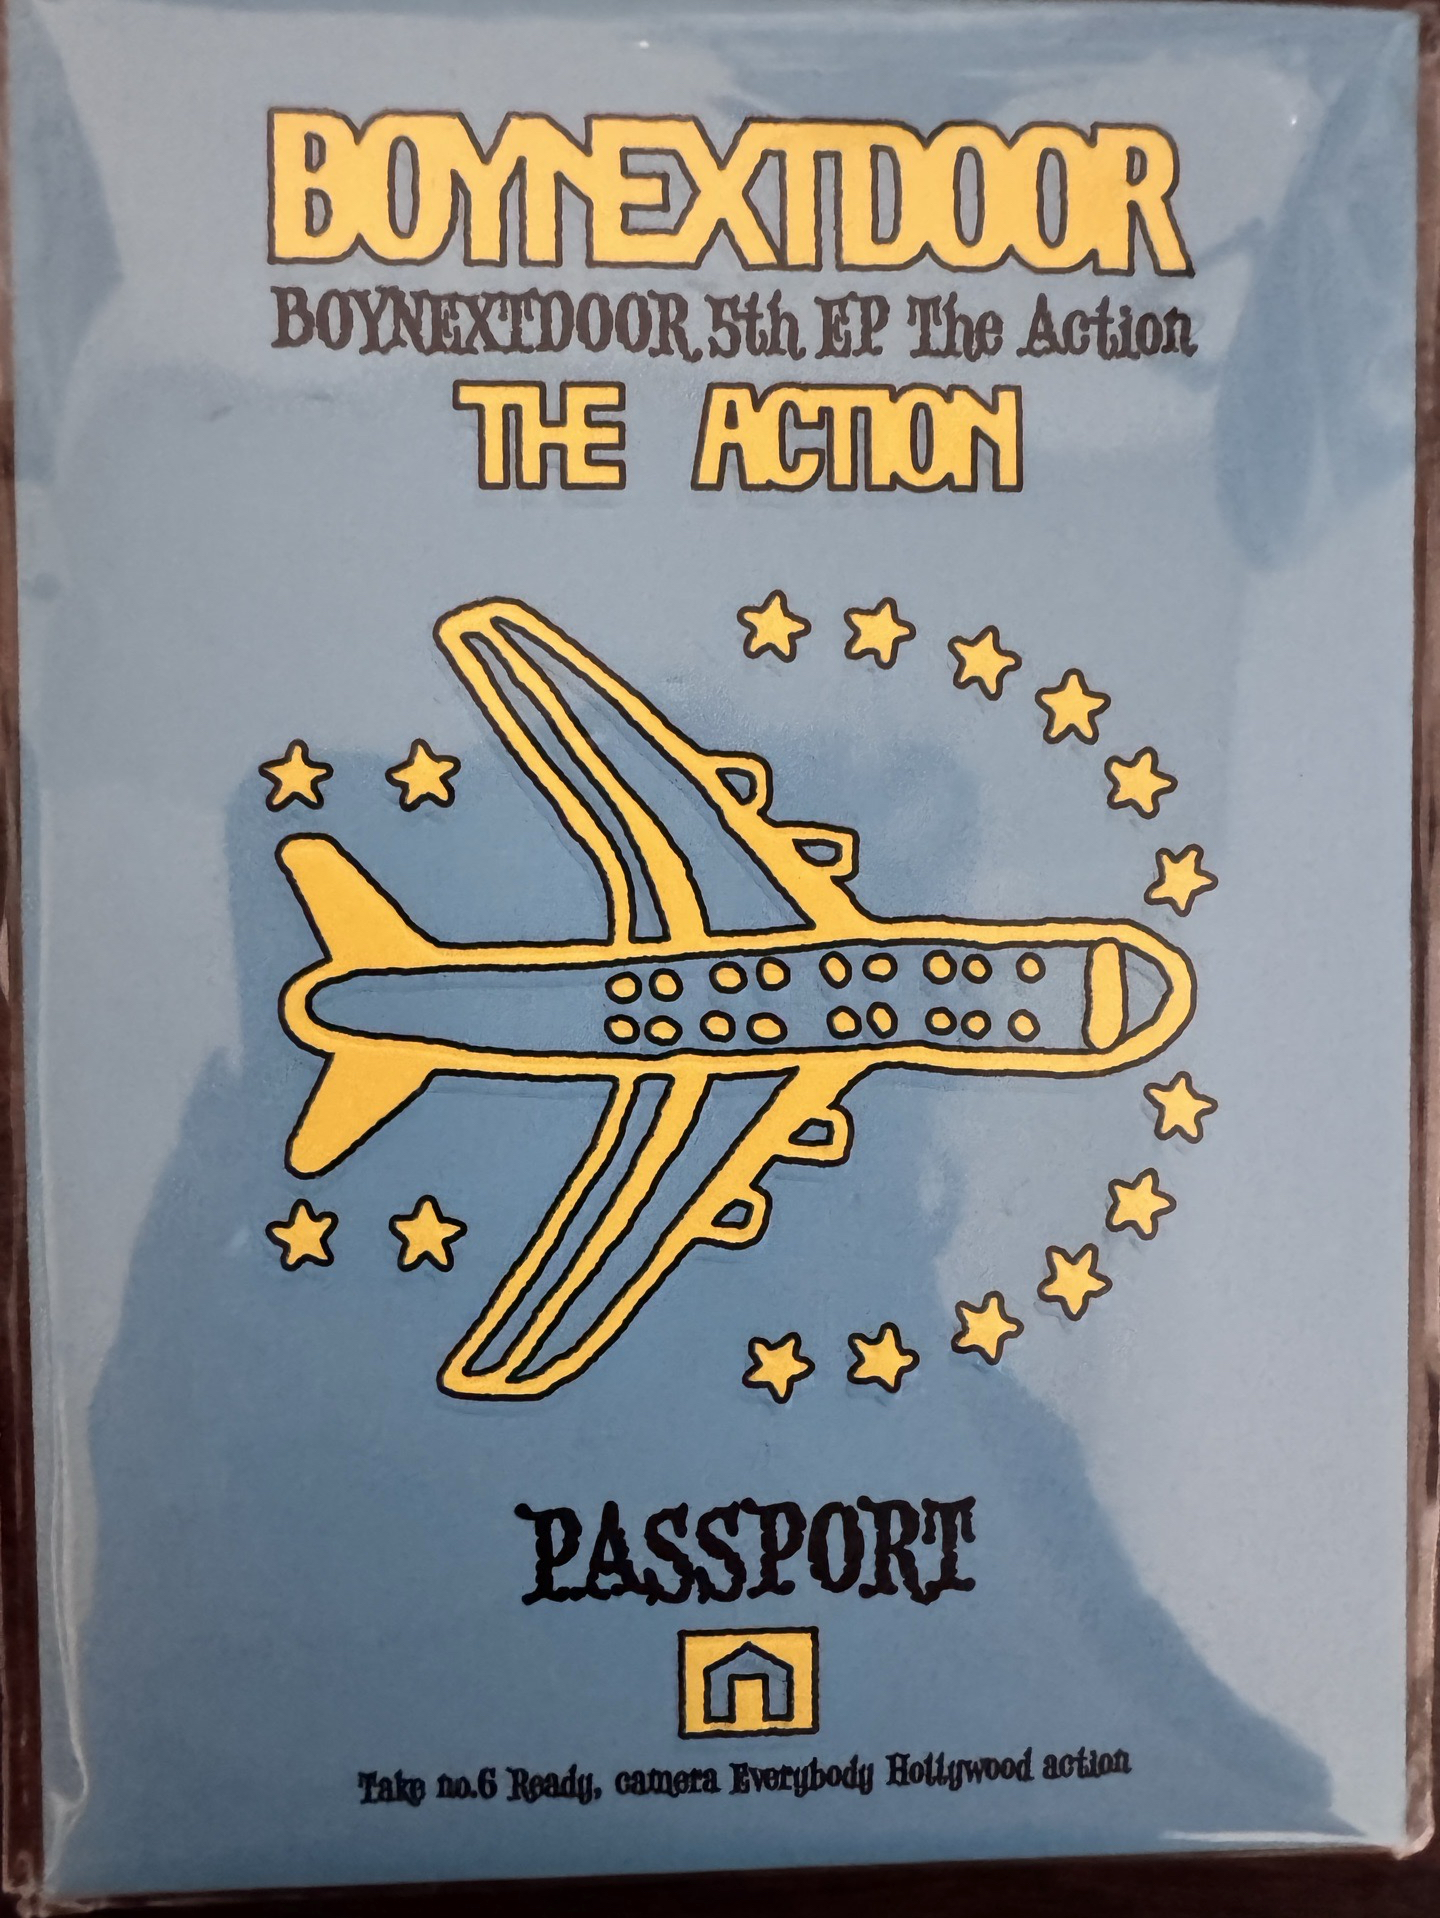 BOYNEXTDOOR
BOYNEXTDOOR 5th EP The Action
THE ACTION
PASSPORT
Take no.6 Ready, camera Everybody Hollywood action